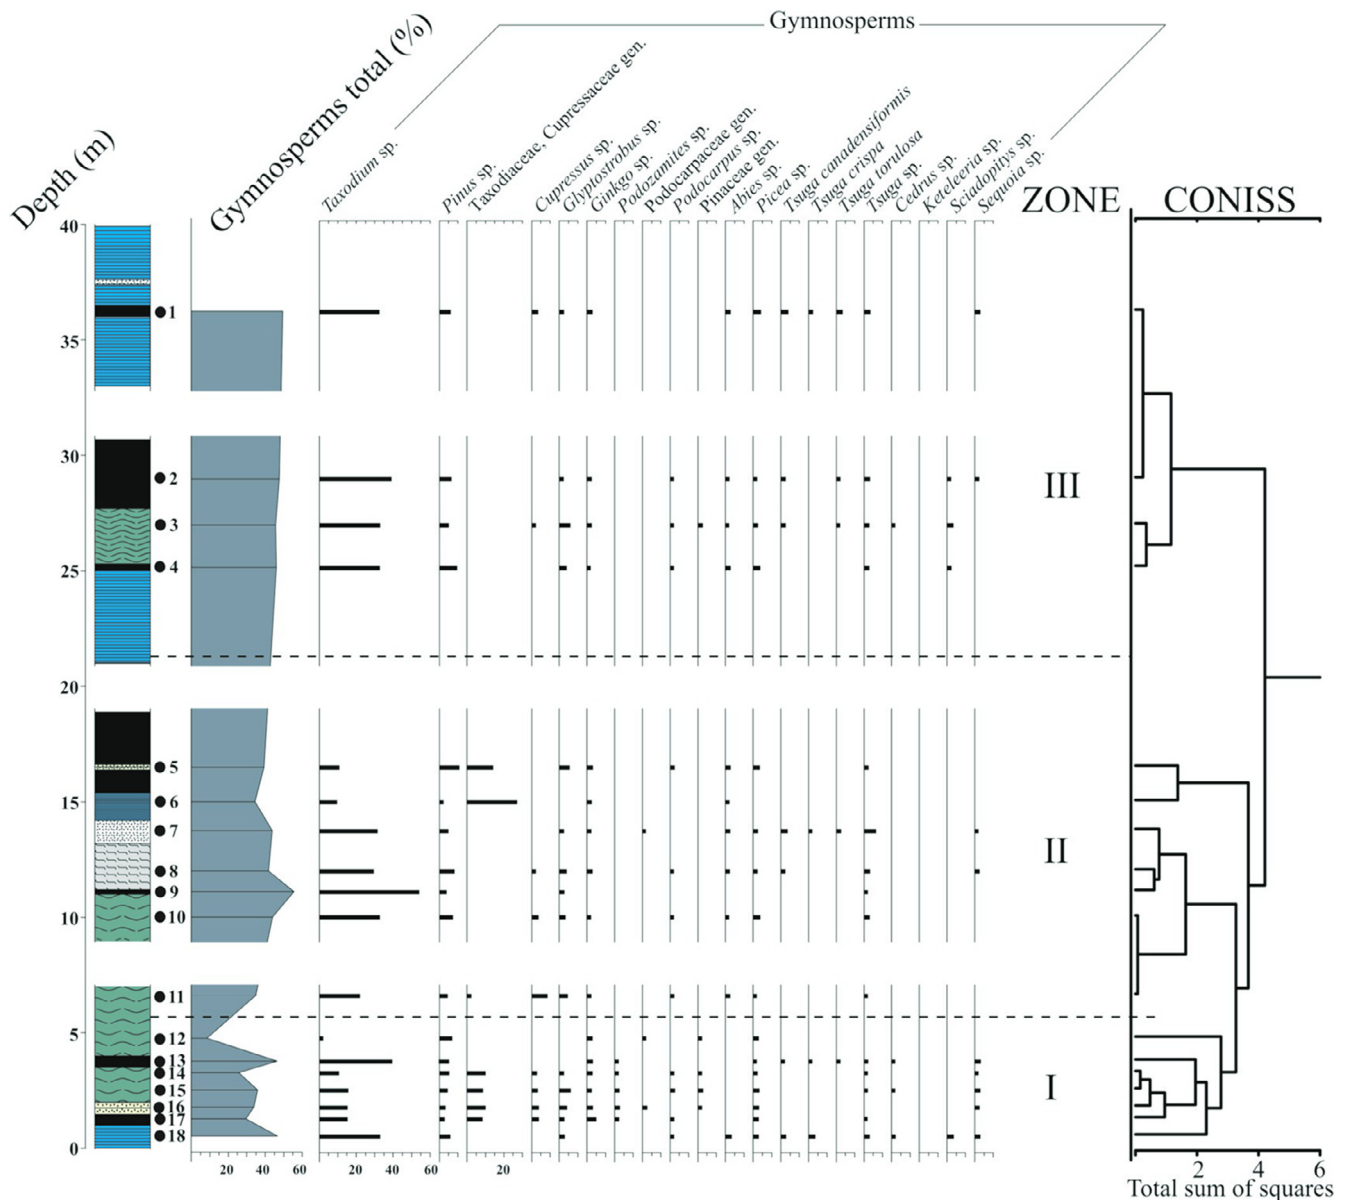 Gymnosperms
Depth (m)
Gymnosperms total (%)
Taxodium sp.
Pinus sp.
Taxodiaceae, Cupressaceae gen.
Cupressus sp.
Glyptostrobus sp.
Ginkgo sp.
Podozamites sp.
Podocarpaceae gen.
Podocarpus sp.
Pinaceae gen.
Abies sp.
Picea sp.
Tsuga canadensiformis
Tsuga crispa
Tsuga torulosa
Tsuga sp.
Cedrus sp.
Keteleeria sp.
Sciadopitys sp.
Sequoia sp.
ZONE
CONISS
40
1
35
30
2
III
3
25
4
20
5
15
6
7
II
8
9
10
10
11
5
12
13
14
I
15
16
17
18
0
20 40 60
20 40 60
20
2 4 6
Total sum of squares